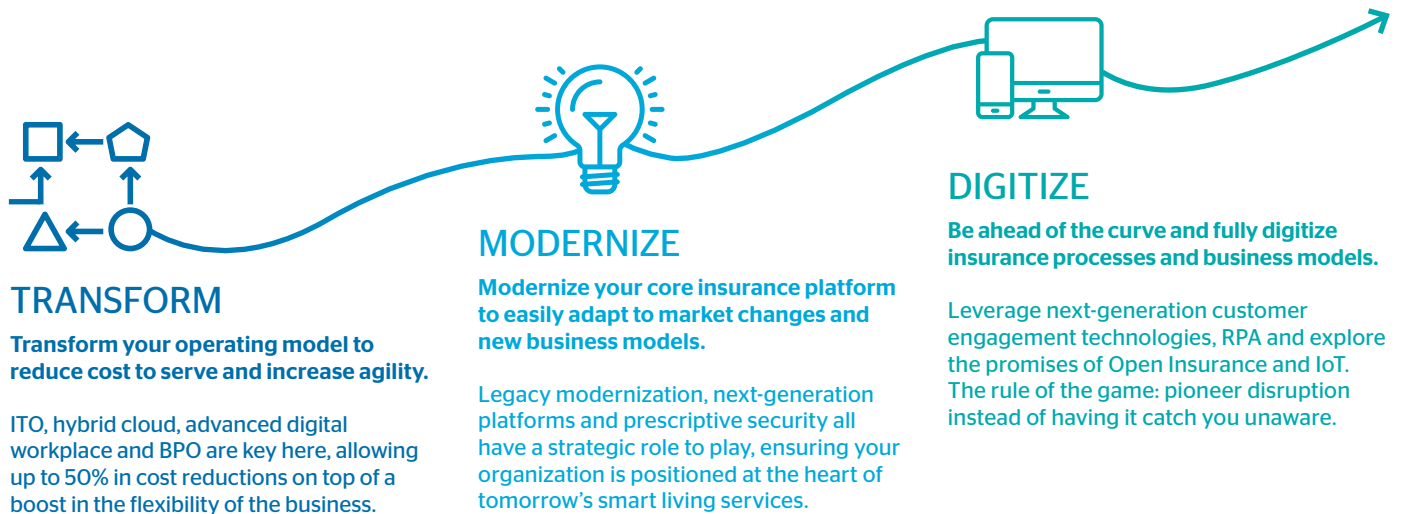 TRANSFORM
Transform your operating model to
reduce cost to serve and increase agility.
ITO, hybrid cloud, advanced digital
workplace and BPO are key here, allowing
up to 50% in cost reductions on top of a
boost in the flexibility of the business.
MODERNIZE
Modernize your core insurance platform
to easily adapt to market changes and
new business models.
Legacy modernization, next-generation
platforms and prescriptive security all
have a strategic role to play, ensuring your
organization is positioned at the heart of
tomorrow’s smart living services.
DIGITIZE
Be ahead of the curve and fully digitize
insurance processes and business models.
Leverage next-generation customer
engagement technologies, RPA and explore
the promises of Open Insurance and IoT.
The rule of the game: pioneer disruption
instead of having it catch you unaware.